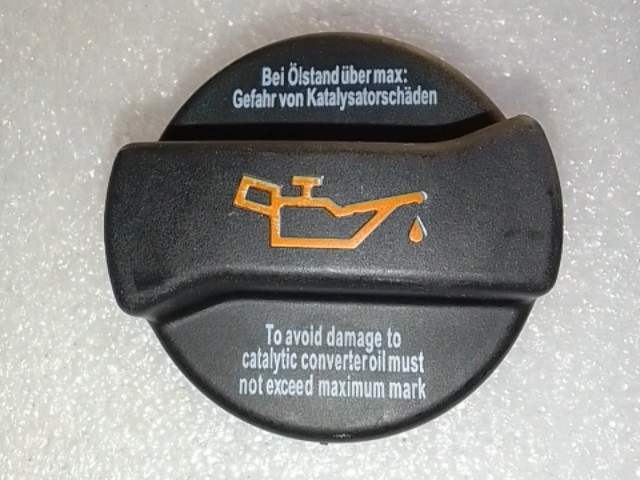 Bei Ölstand über max:
Gefahr von Katalysatorschäden
To avoid damage to
catalytic converter oil must
not exceed maximum mark